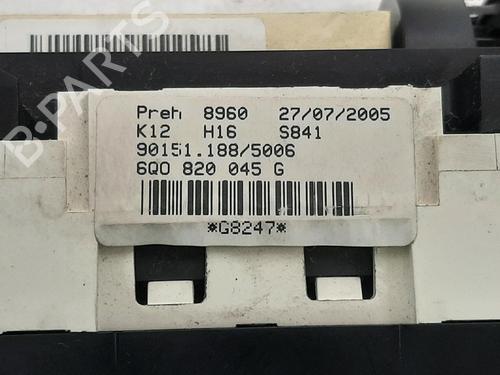 Preh 8960 27/07/2005
K12 H16 S841
90151.188/5006
6Q0 820 045 G
*G8247*
B-PARTS